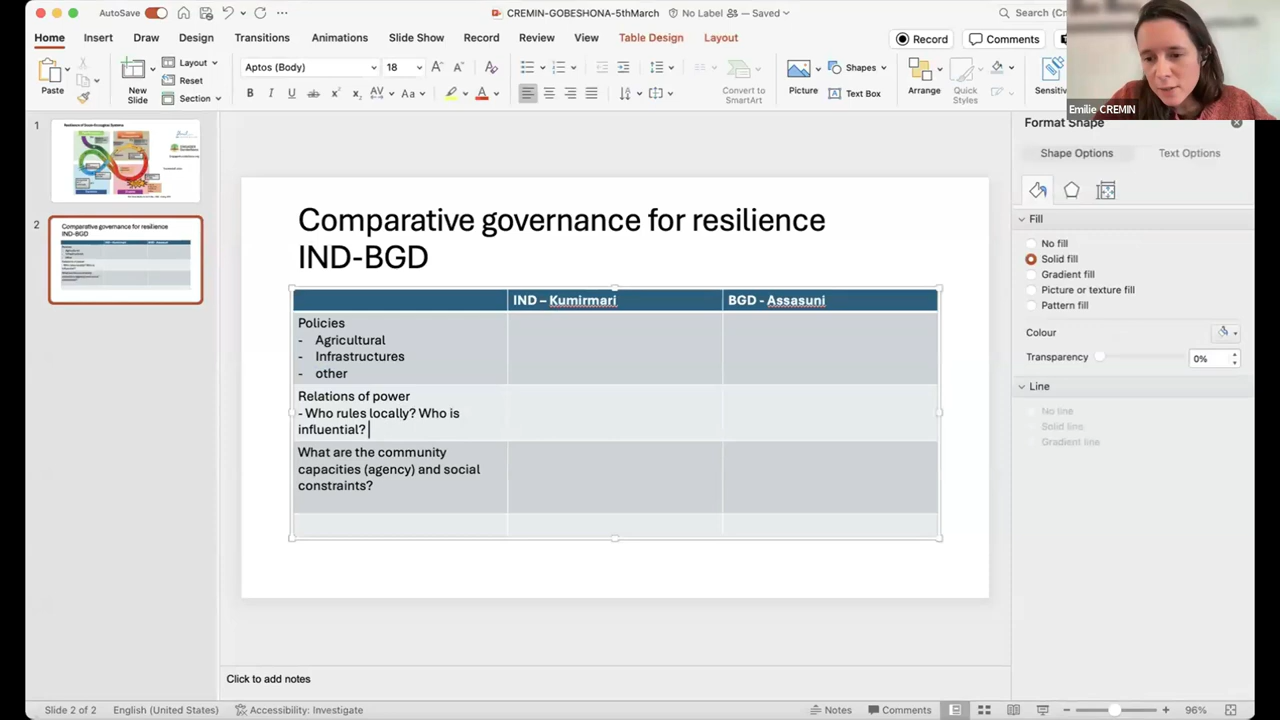 AutoSave
CREMIN-GOBESHONA-5thMarch
No Label
— Saved
Home
Insert
Draw
Design
Transitions
Animations
Slide Show
Record
Review
View
Table Design
Layout
Record
Comments
Paste
New
Slide
Layout
Reset
Section
Aptos (Body)
18
Convert to
SmartArt
Picture
Shapes
Text Box
Arrange
Quick
Styles
Emilie CREMIN
1
2
Comparative governance for resilience
IND-BGD
Comparative governance for resilience
IND-BGD
IND – Kumirmari
BGD - Assasuni
Policies
- Agricultural
- Infrastructures
- other
Relations of power
- Who rules locally? Who is
influential?
What are the community
capacities (agency) and social
constraints?
Format Shape
Shape Options
Text Options
Fill
No fill
Solid fill
Gradient fill
Picture or texture fill
Pattern fill
Colour
Transparency
0%
Line
No line
Solid line
Gradient line
Click to add notes
Slide 2 of 2
English (United States)
Accessibility: Investigate
Notes
Comments
96%